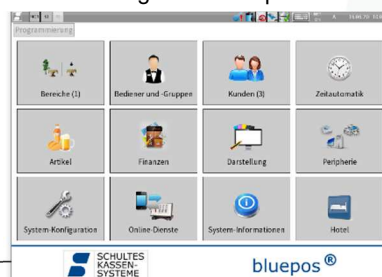 Programmierung
Bereiche (1)
Bediener und -Gruppen
Kunden (3)
Zeitautomatik
Artikel
Finanzen
Darstellung
Peripherie
System-Konfiguration
Online-Dienste
System-Informationen
Hotel
SCHULTES
KASSEN-
SYSTEME
bluepos®